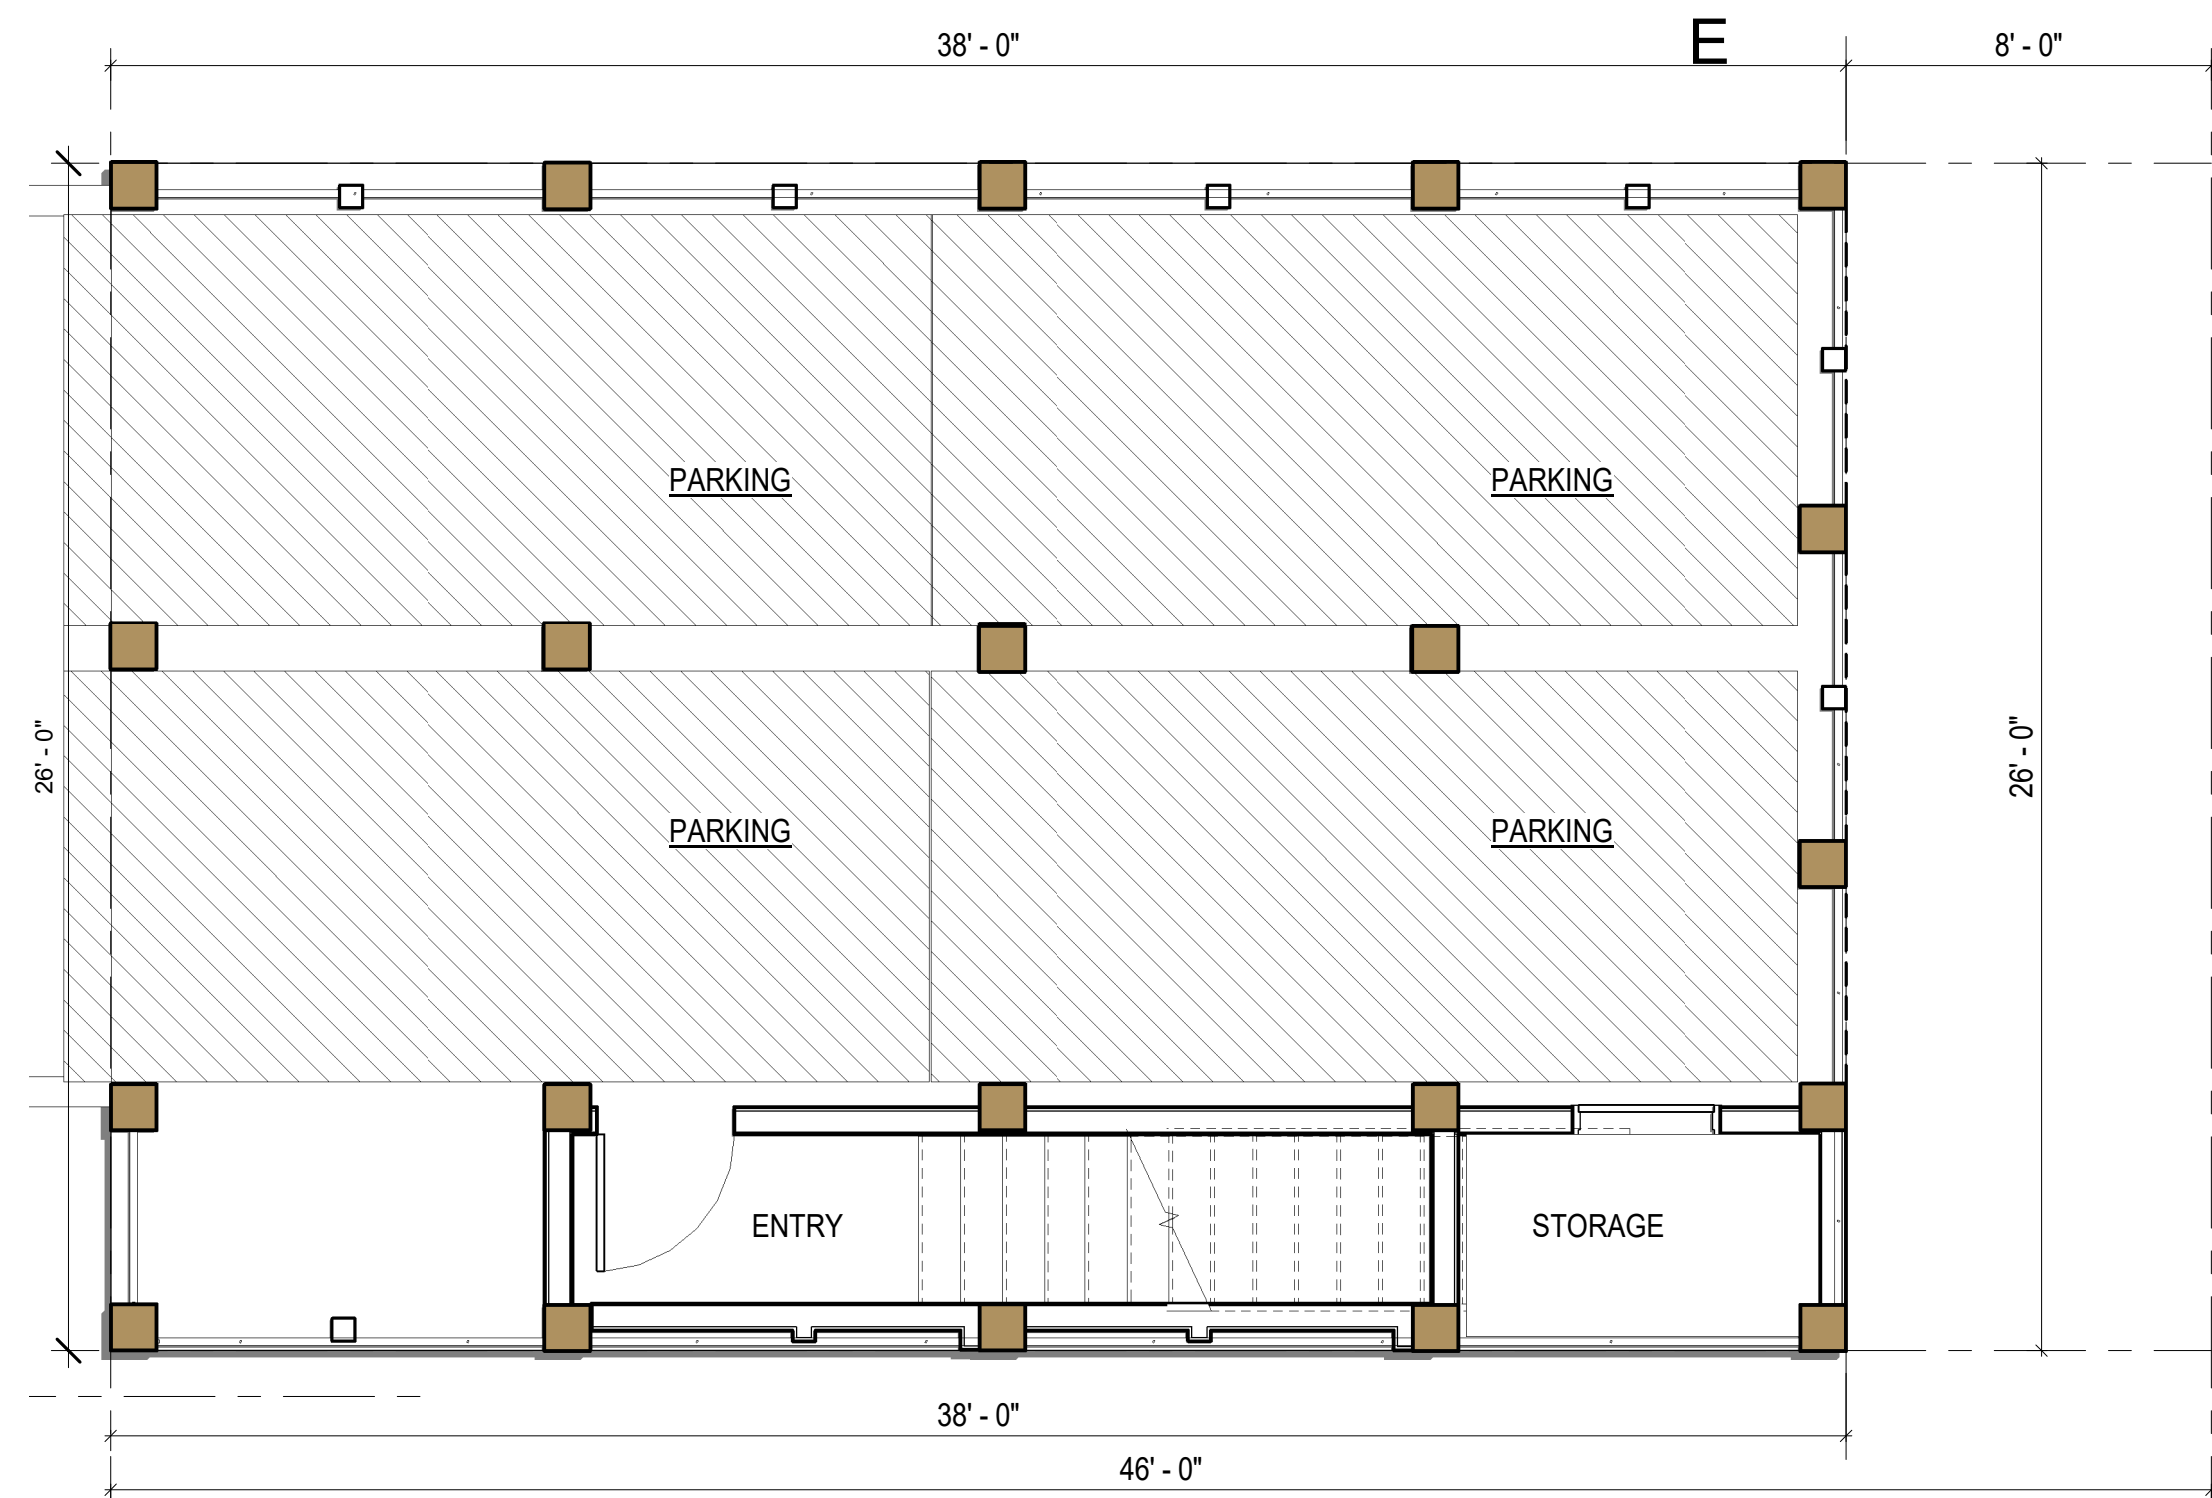 E
38' - 0"
8' - 0"
PARKING
PARKING
26' - 0"
26' - 0"
PARKING
PARKING
ENTRY
STORAGE
38' - 0"
46' - 0"